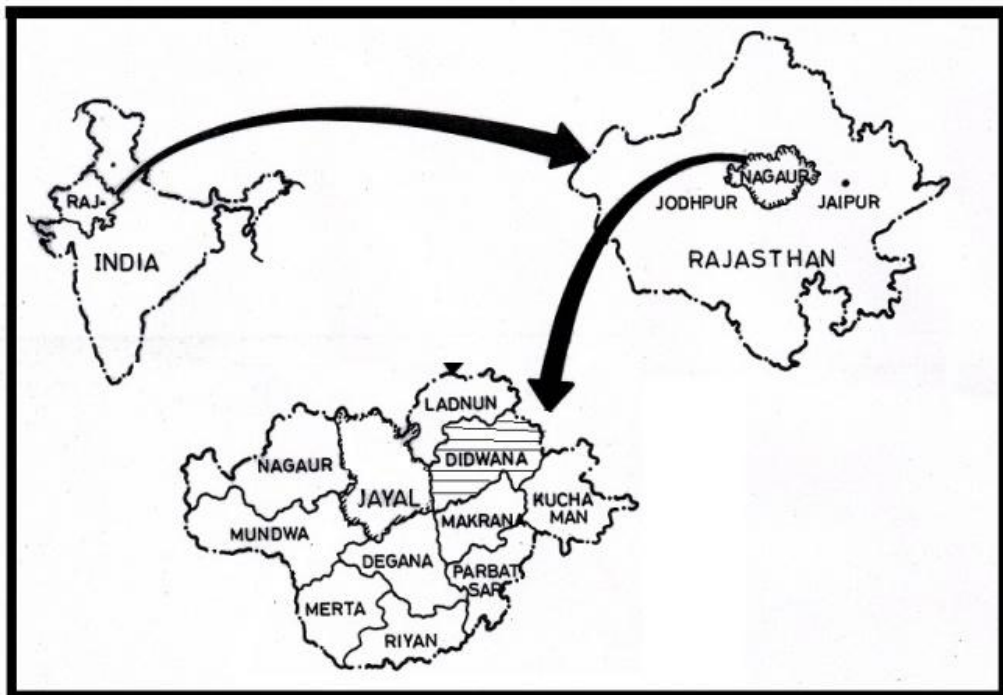 RAJ-
INDIA
NAGAUR
JODHPUR
JAIPUR
RAJASTHAN
LADNUN
NAGAUR
DIDWANA
JAYAL
KUCHA
MAN
MAKRANA
MUNDWA
DEGANA
PARBAT
SAR
MERTA
RIYAN